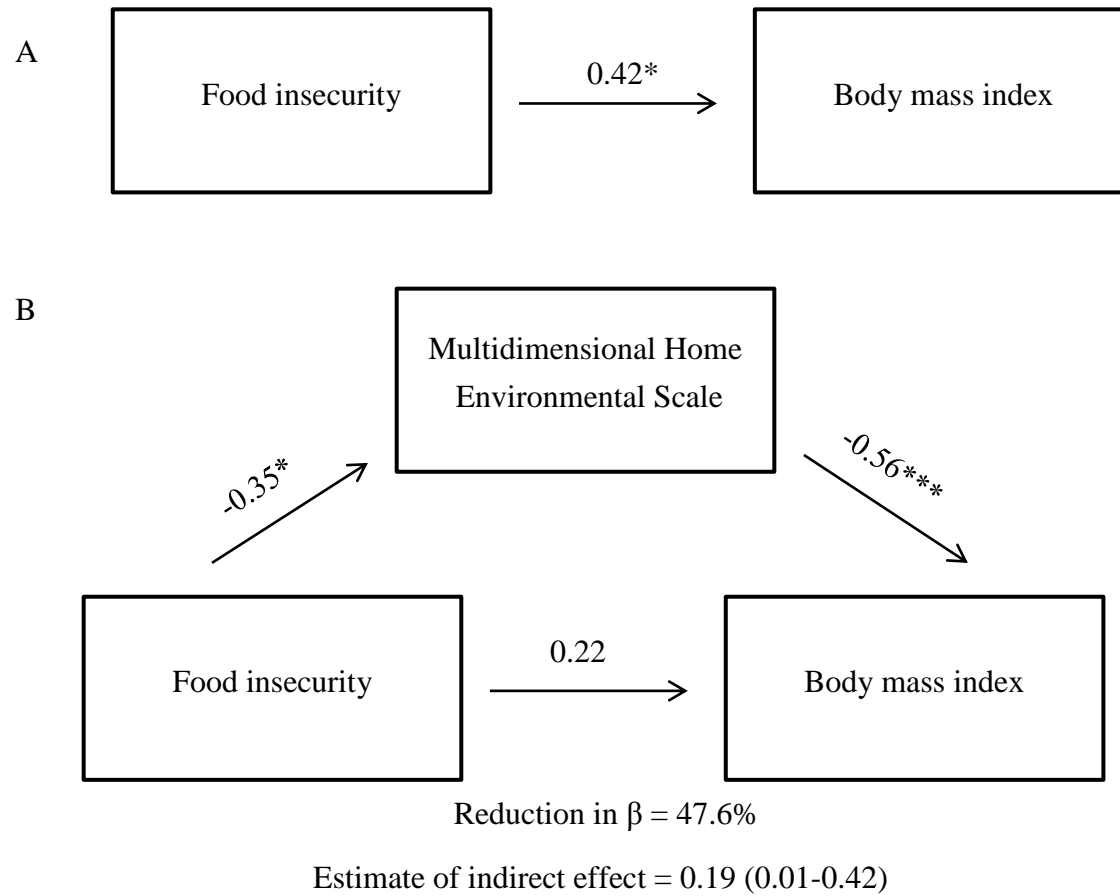 A
Food insecurity
0.42*
Body mass index
B
Multidimensional Home
Environmental Scale
-0.35*
-0.56***
Food insecurity
0.22
Body mass index
Reduction in β = 47.6%
Estimate of indirect effect = 0.19 (0.01-0.42)